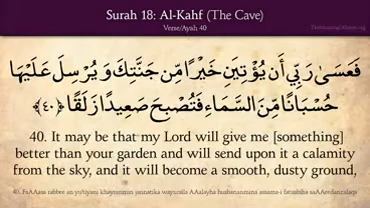 Surah 18: Al-Kahf (The Cave)
Verse/Ayah 40
فَعَسَىٰ رَبِّي أَن يُؤْتِيَنِ خَيْرًا مِّن جَنَّتِكَ وَيُرْسِلَ عَلَيْهَا
حُسْبَانًا مِّنَ السَّمَاءِ فَتُصْبِحَ صَعِيدًا زَلَقًا ﴿٤٠﴾
40. It may be that my Lord will give me [something]
better than your garden and will send upon it a calamity
from the sky, and it will become a smooth, dusty ground,